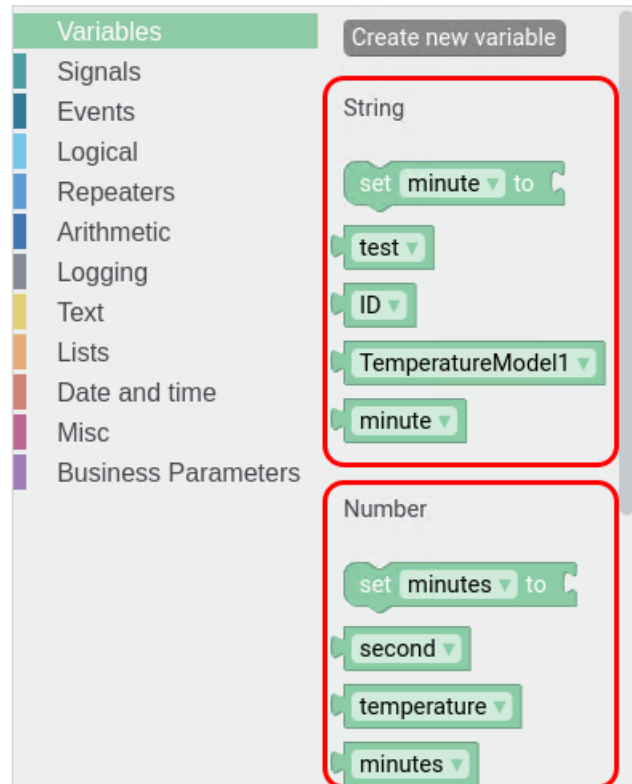 Variables
Signals
Events
Logical
Repeaters
Arithmetic
Logging
Text
Lists
Date and time
Misc
Business Parameters
Create new variable
String
set minute to
test
ID
TemperatureModel1
minute
Number
set minutes to
second
temperature
minutes